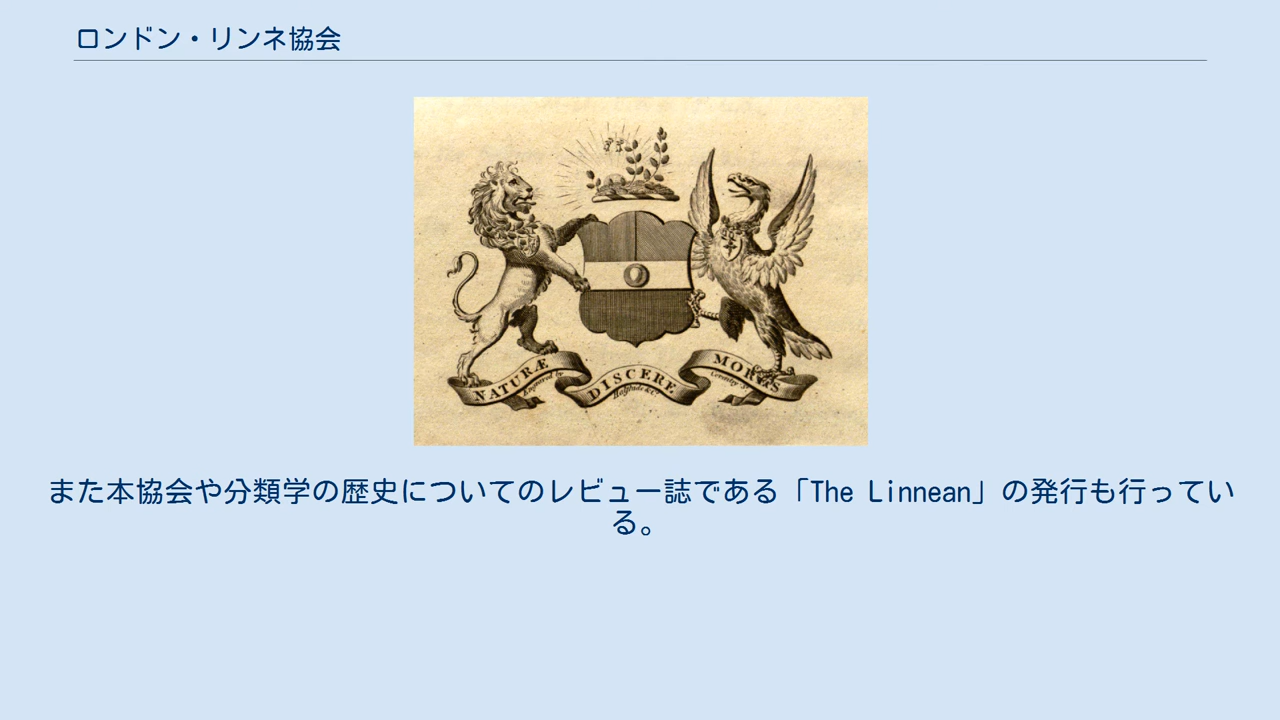 ロンドン・リンネ協会
NATURÆ DISCERE MORES
Engraved by
また本協会や分類学の歴史についてのレビュー誌である「The Linnean」の発行も行ってい
る。